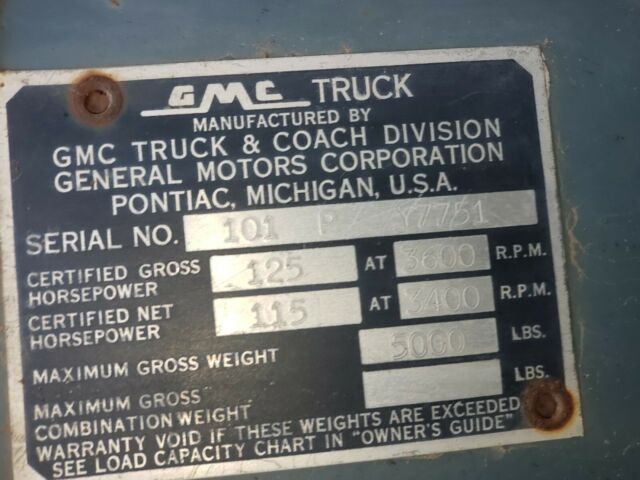 GMC TRUCK
MANUFACTURED BY
GMC TRUCK & COACH DIVISION
GENERAL MOTORS CORPORATION
PONTIAC, MICHIGAN, U.S.A.
SERIAL NO. 101 P Y7751
CERTIFIED GROSS HORSEPOWER 125 AT 3600 R.P.M.
CERTIFIED NET HORSEPOWER 115 AT 3400 R.P.M.
MAXIMUM GROSS WEIGHT 5000 LBS.
MAXIMUM GROSS COMBINATION WEIGHT LBS.
WARRANTY VOID IF THESE WEIGHTS ARE EXCEEDED
SEE LOAD CAPACITY CHART IN "OWNER'S GUIDE"